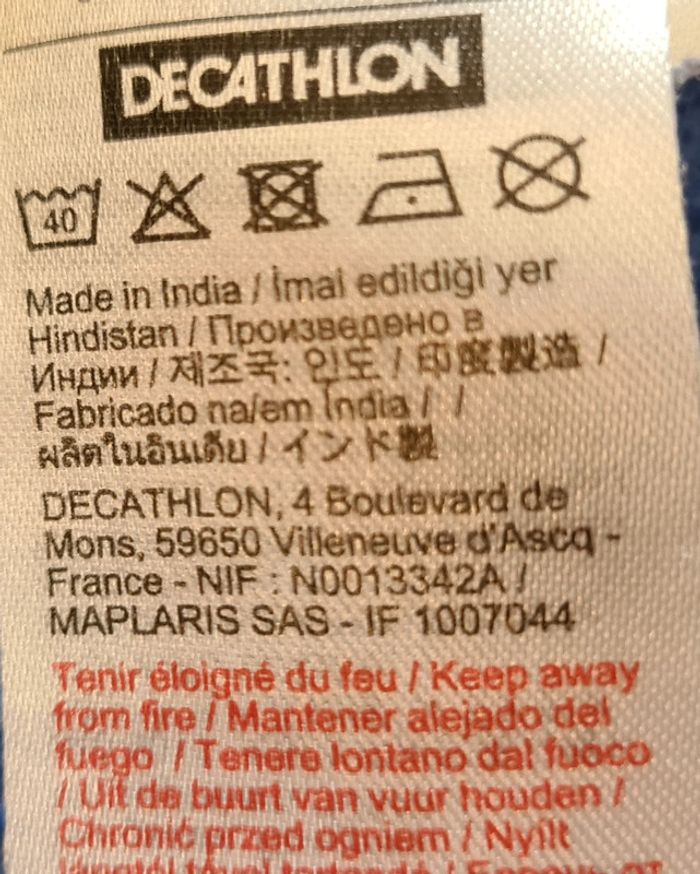 DECATHLON
40
Made in India / İmal edildiği yer
Hindistan / Произведено в
Индии / 제조국: 인도 / 印度製造 /
Fabricado na/em Índia / /
ผลิตในอินเดีย / インド製
DECATHLON, 4 Boulevard de
Mons, 59650 Villeneuve d'Ascq -
France - NIF : N0013342A /
MAPLARIS SAS - IF 1007044
Tenir éloigné du feu / Keep away
from fire / Mantener alejado del
fuego / Tenere lontano dal fuoco
/ Uit de buurt van vuur houden /
Chronić przed ogniem / Nyílt